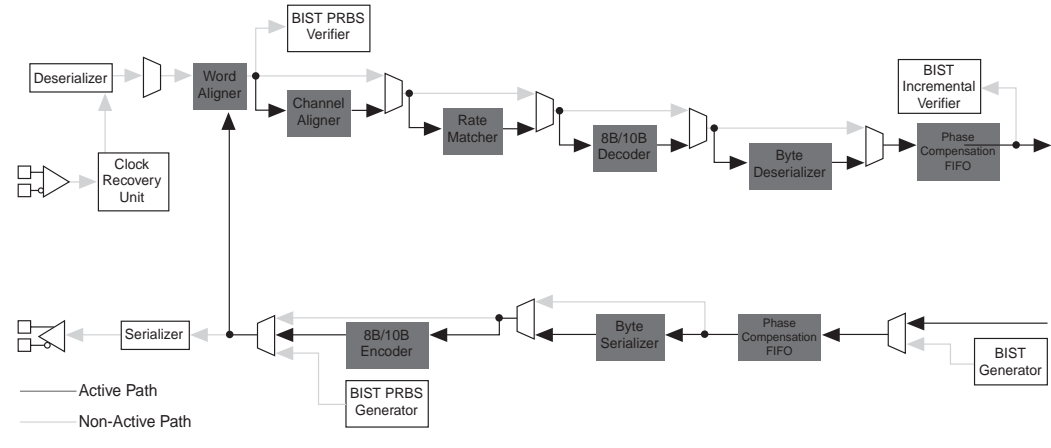 BIST PRBS
Verifier
Deserializer
Word
Aligner
Channel
Aligner
Rate
Matcher
8B/10B
Decoder
Byte
Deserializer
BIST
Incremental
Verifier
Phase
Compensation
FIFO
Clock
Recovery
Unit
Serializer
8B/10B
Encoder
BIST PRBS
Generator
Byte
Serializer
Phase
Compensation
FIFO
BIST
Generator
Active Path
Non-Active Path